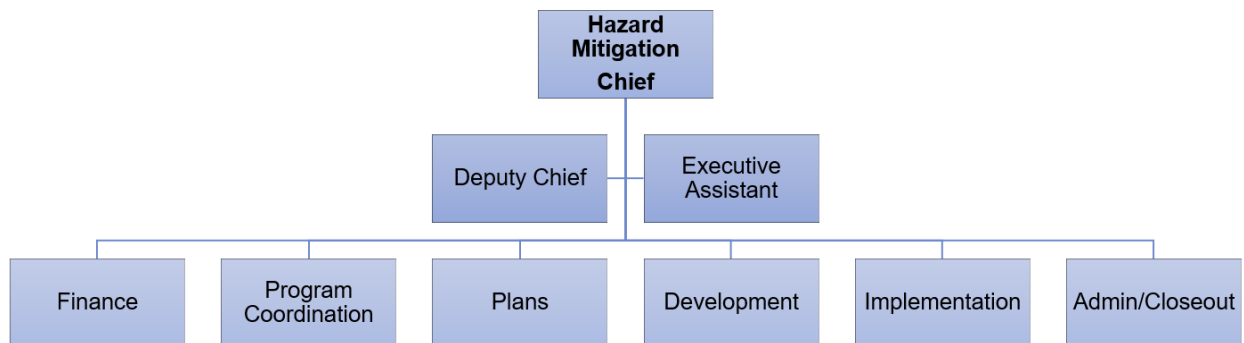 Hazard
Mitigation
Chief
Deputy Chief
Executive
Assistant
Finance
Program
Coordination
Plans
Development
Implementation
Admin/Closeout